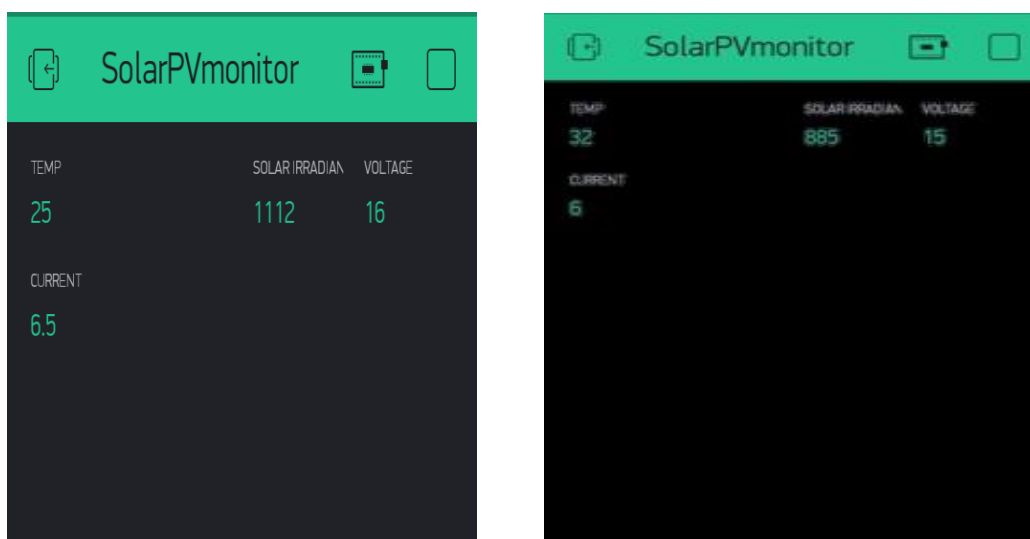 SolarPVmonitor
TEMP SOLAR IRRADIAN VOLTAGE
25 1112 16
CURRENT
6.5
SolarPVmonitor
TEMP SOLAR IRRADIAN VOLTAGE
32 885 15
CURRENT
6